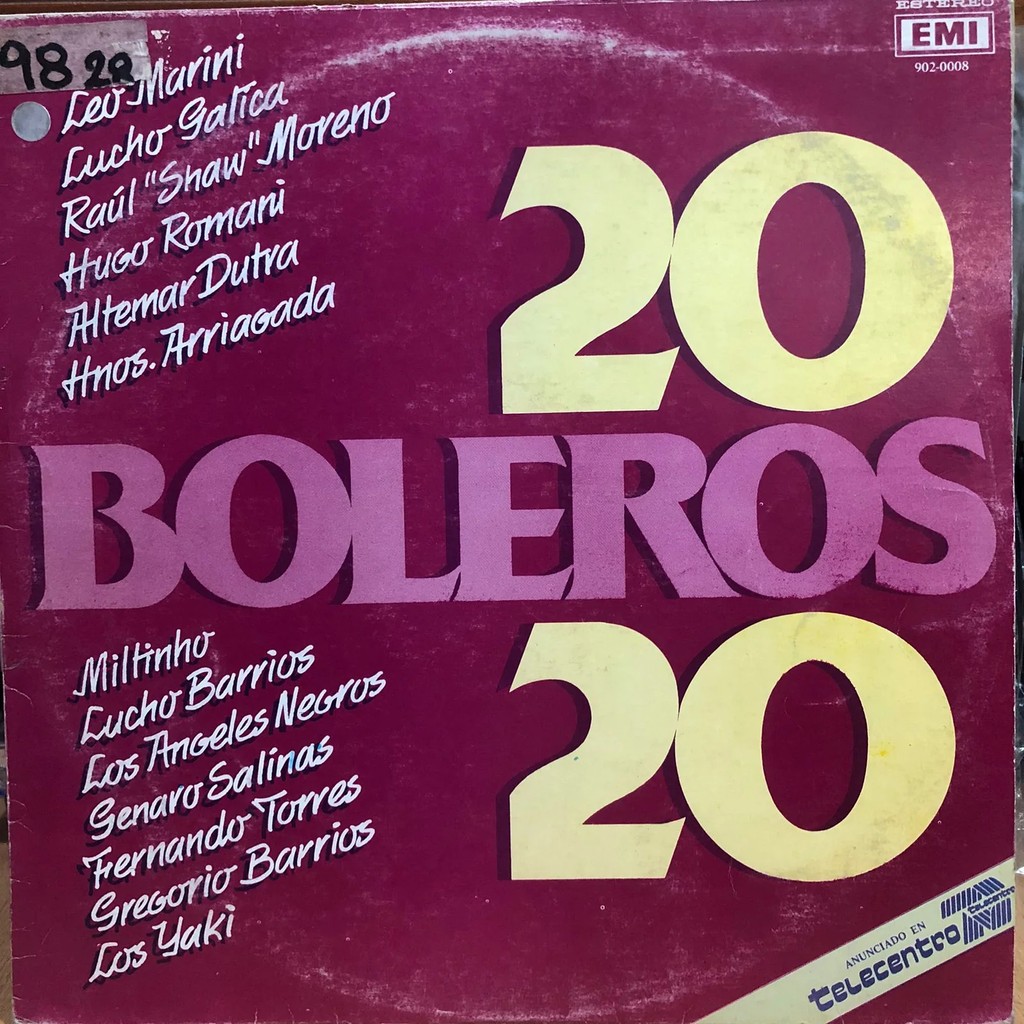 ESTEREO
EMI
902-0008
98 22
Leo Marini
Lucho Gatica
Raúl "Shaw" Moreno
Hugo Romani
Altemar Dutra
Hnos. Arriagada
20
BOLEROS
20
Miltinho
Lucho Barrios
Los Angeles Negros
Genaro Salinas
Fernando Torres
Gregorio Barrios
Los Yaki
ANUNCIADO EN
telecentro
telecentro